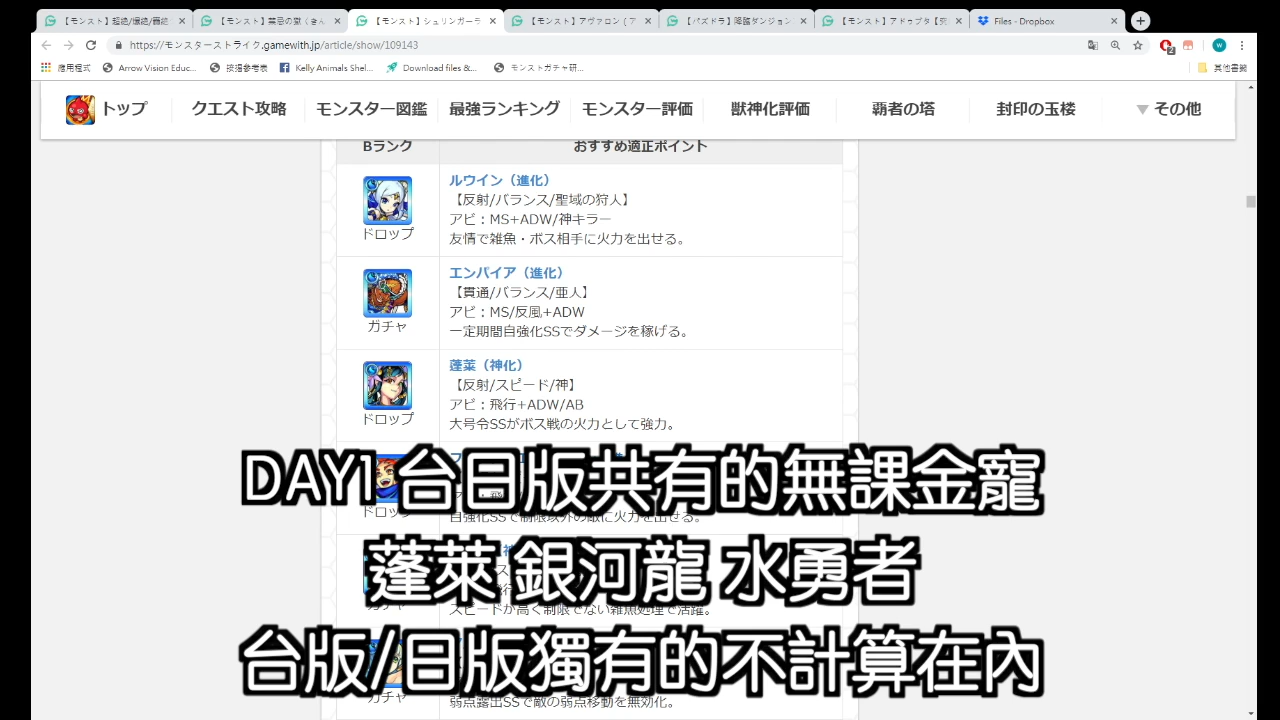 【モンスト】超絶/爆絶/轟絶
【モンスト】禁忌の獄（きん
【モンスト】シュリンガーラ
【モンスト】アヴァロン（ア
【パズドラ】降臨ダンジョン
Files - Dropbox
https://モンスターストライク.gamewith.jp/article/show/109143
應用程式
Arrow Vision Educ...
Kelly Animals Shel...
Download files &...
モンストガチャ研...
其他書籤
トップ
クエスト攻略
モンスター図鑑
最強ランキング
モンスター評価
獣神化評価
覇者の塔
封印の玉楼
その他
Bランク
おすすめ適正ポイント
ルウイン（進化）
【反射/バランス/聖域の狩人】
アビ：MS+ADW/神キラー
ドロップ
友情で雑魚・ボス相手に火力を出せる。
エンパイア（進化）
【貫通/バランス/亜人】
アビ：MS/反風+ADW
ガチャ
一定期間自強化SSでダメージを稼げる。
蓬莱（神化）
【反射/スピード/神】
アビ：飛行+ADW/AB
ドロップ
大号令SSがボス戦の火力として強力。
DAY1 台日版共有的無課金寵
ドロップ
自強化SSで制限以外の敵に火力を出せる。
蓬萊 銀河龍 水勇者
ガチャ
スピードが高く制限でない雑魚処理で活躍。
台版/日版獨有的不計算在內
ガチャ
弱点露出SSで敵の弱点移動を無効化。